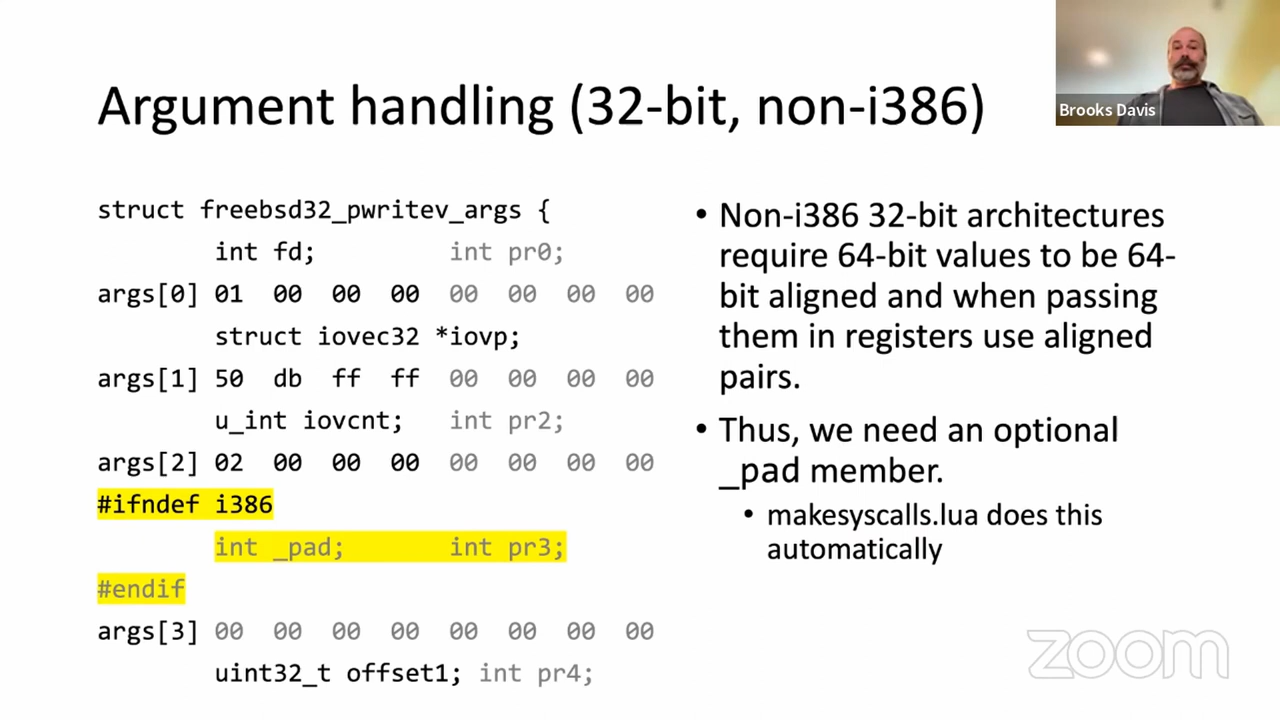 Argument handling (32-bit, non-i386)
Brooks Davis
struct freebsd32_pwritev_args {
int fd; int pr0;
args[0] 01 00 00 00 00 00 00 00
struct iovec32 *iovp;
args[1] 50 db ff ff 00 00 00 00
u_int iovcnt; int pr2;
args[2] 02 00 00 00 00 00 00 00
#ifndef i386
int _pad; int pr3;
#endif
args[3] 00 00 00 00 00 00 00 00
uint32_t offset1; int pr4;
• Non-i386 32-bit architectures
require 64-bit values to be 64-
bit aligned and when passing
them in registers use aligned
pairs.
• Thus, we need an optional
_pad member.
• makesyscalls.lua does this
automatically
zoom